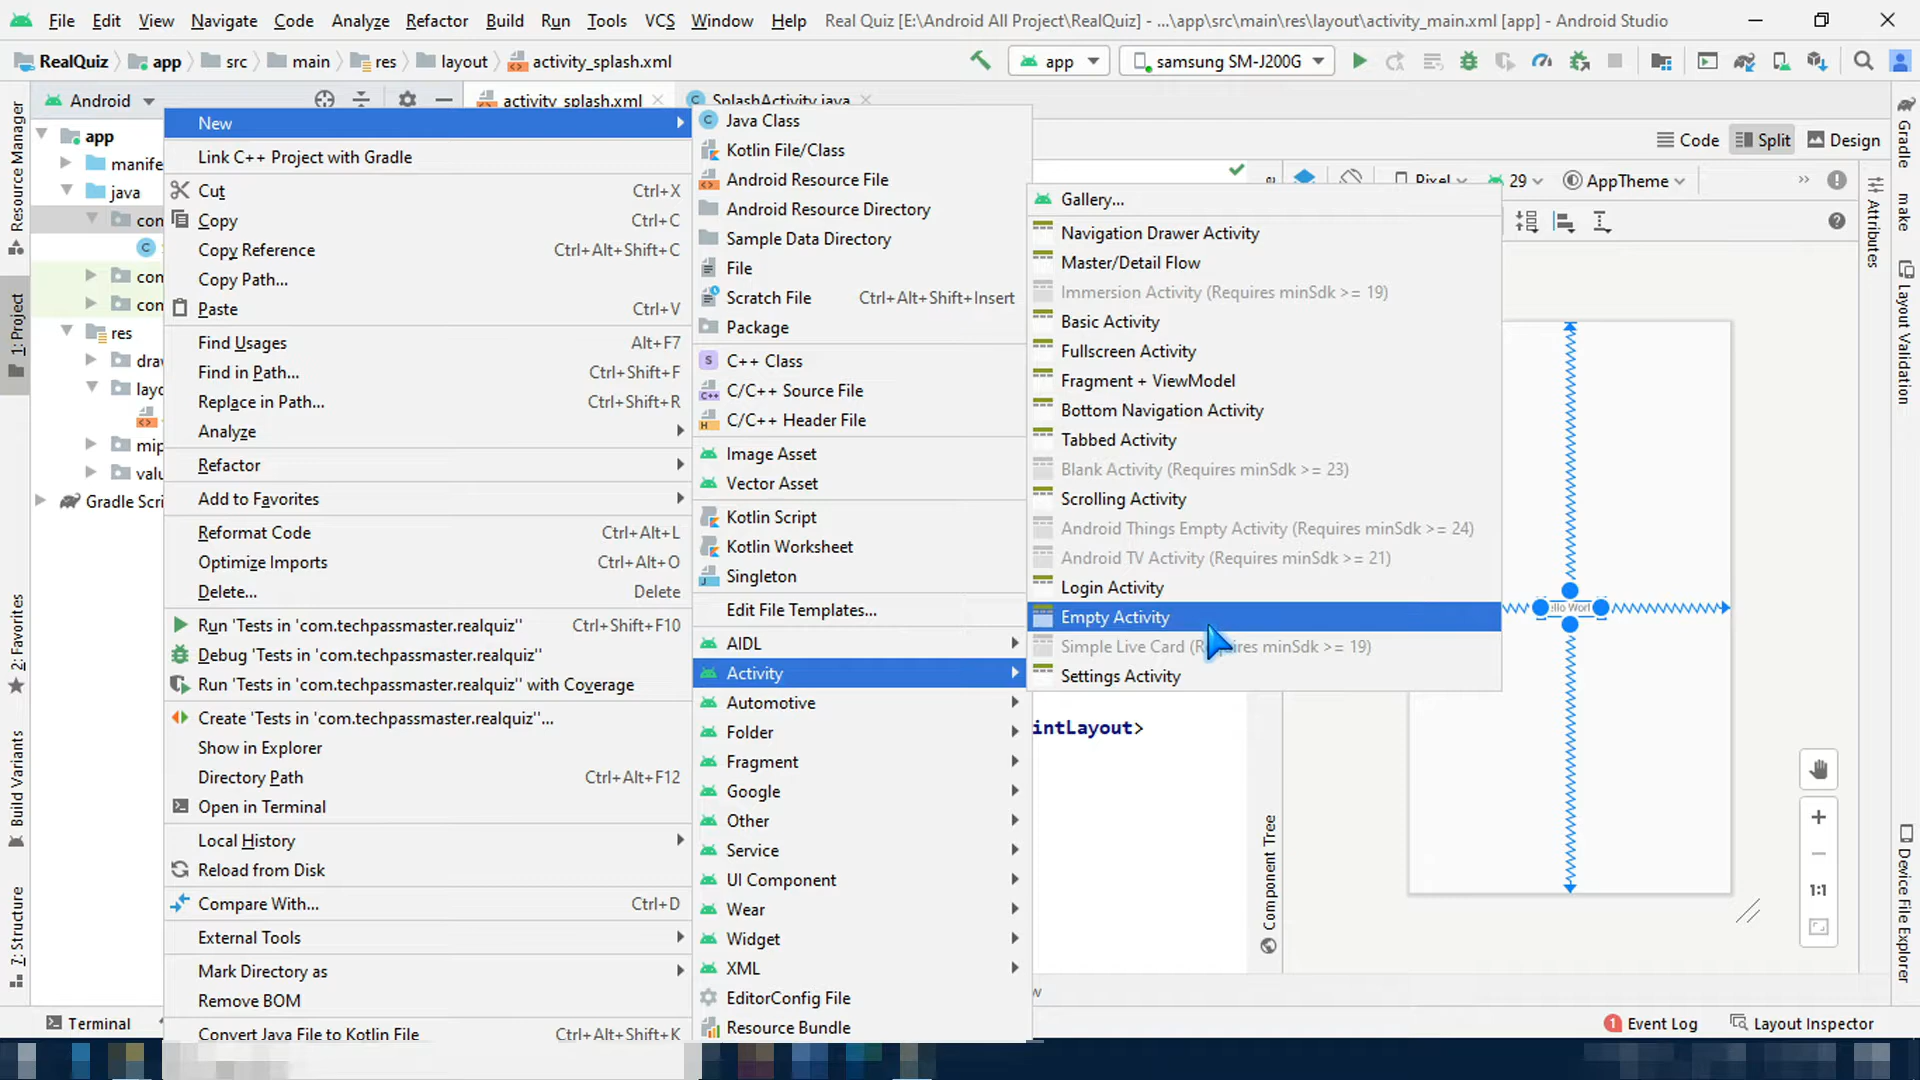 File Edit View Navigate Code Analyze Refactor Build Run Tools VCS Window Help Real Quiz [E:\Android All Project\RealQuiz] - ...\app\src\main\res\layout\activity_main.xml [app] - Android Studio
RealQuiz app src main res layout activity_splash.xml
app samsung SM-J200G
Android
activity_splash.xml SplashActivity.java
Code Split Design
Pixel 29 AppTheme
app
manife
java
con
con
con
res
drav
layo
mip
valu
Gradle Scri
New
Link C++ Project with Gradle
Cut Ctrl+X
Copy Ctrl+C
Copy Reference Ctrl+Alt+Shift+C
Copy Path...
Paste Ctrl+V
Find Usages Alt+F7
Find in Path... Ctrl+Shift+F
Replace in Path... Ctrl+Shift+R
Analyze
Refactor
Add to Favorites
Reformat Code Ctrl+Alt+L
Optimize Imports Ctrl+Alt+O
Delete... Delete
Run 'Tests in 'com.techpassmaster.realquiz'' Ctrl+Shift+F10
Debug 'Tests in 'com.techpassmaster.realquiz''
Run 'Tests in 'com.techpassmaster.realquiz'' with Coverage
Create 'Tests in 'com.techpassmaster.realquiz''...
Show in Explorer
Directory Path Ctrl+Alt+F12
Open in Terminal
Local History
Reload from Disk
Compare With... Ctrl+D
External Tools
Mark Directory as
Remove BOM
Convert Java File to Kotlin File Ctrl+Alt+Shift+K
Java Class
Kotlin File/Class
Android Resource File
Android Resource Directory
Sample Data Directory
File
Scratch File Ctrl+Alt+Shift+Insert
Package
C++ Class
C/C++ Source File
C/C++ Header File
Image Asset
Vector Asset
Kotlin Script
Kotlin Worksheet
Singleton
Edit File Templates...
AIDL
Activity
Automotive
Folder
Fragment
Google
Other
Service
UI Component
Wear
Widget
XML
EditorConfig File
Resource Bundle
Gallery...
Navigation Drawer Activity
Master/Detail Flow
Immersion Activity (Requires minSdk >= 19)
Basic Activity
Fullscreen Activity
Fragment + ViewModel
Bottom Navigation Activity
Tabbed Activity
Blank Activity (Requires minSdk >= 23)
Scrolling Activity
Android Things Empty Activity (Requires minSdk >= 24)
Android TV Activity (Requires minSdk >= 21)
Login Activity
Empty Activity
Simple Live Card (Requires minSdk >= 19)
Settings Activity
intLayout>
ello Worl
1:1
Component Tree
Resource Manager
1: Project
2: Favorites
Build Variants
7: Structure
Gradle
make
Attributes
Layout Validation
Device File Explorer
Terminal
1 Event Log Layout Inspector